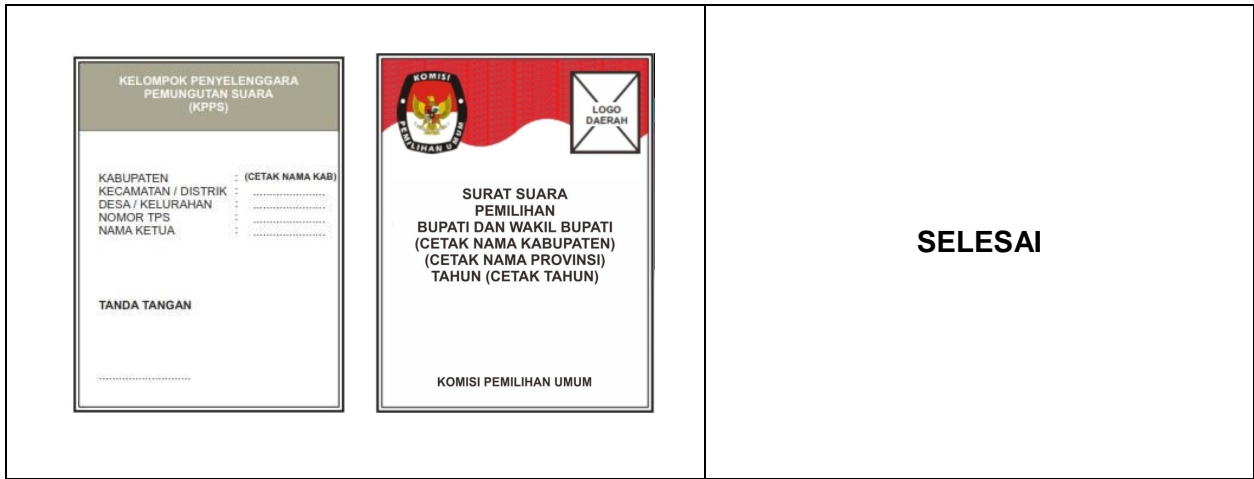 KELOMPOK PENYELENGGARA
PEMUNGUTAN SUARA
(KPPS)
KABUPATEN : (CETAK NAMA KAB)
KECAMATAN / DISTRIK : ......................
DESA / KELURAHAN : ......................
NOMOR TPS : ......................
NAMA KETUA : ......................
TANDA TANGAN
............................
KOMISI
PEMILIHAN UMUM
LOGO
DAERAH
SURAT SUARA
PEMILIHAN
BUPATI DAN WAKIL BUPATI
(CETAK NAMA KABUPATEN)
(CETAK NAMA PROVINSI)
TAHUN (CETAK TAHUN)
KOMISI PEMILIHAN UMUM
SELESAI